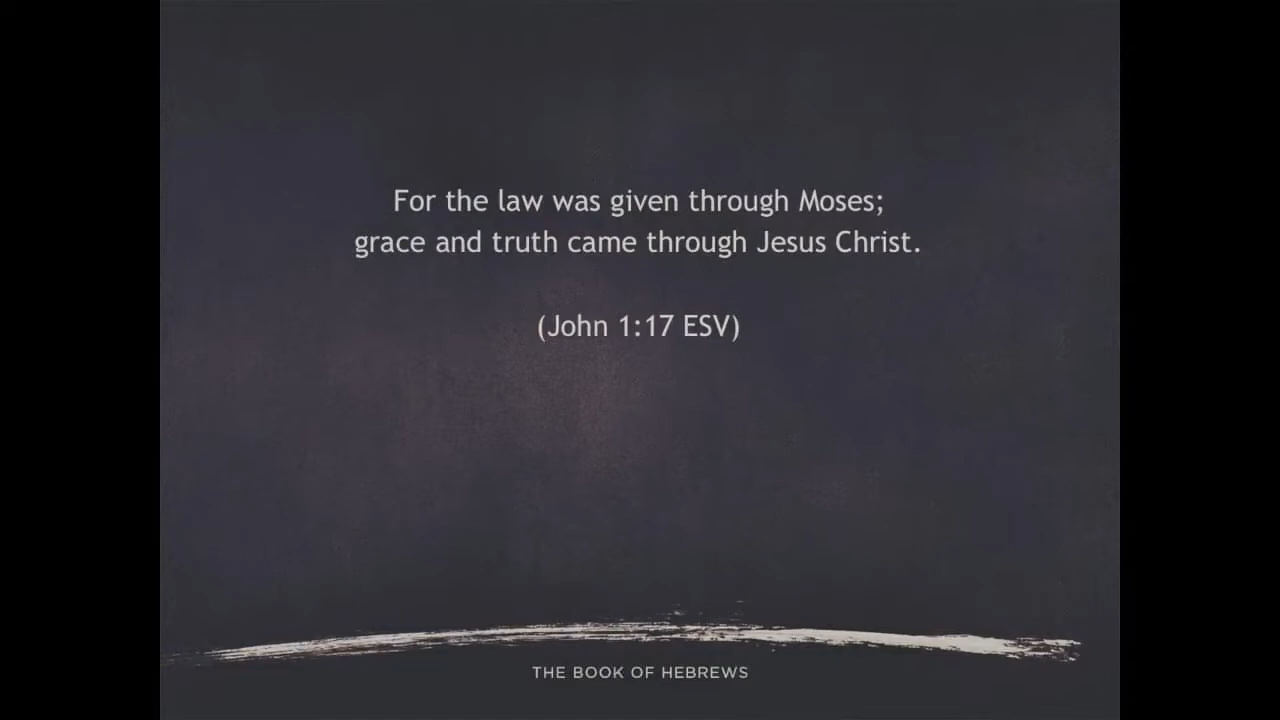 For the law was given through Moses;
grace and truth came through Jesus Christ.
(John 1:17 ESV)
THE BOOK OF HEBREWS